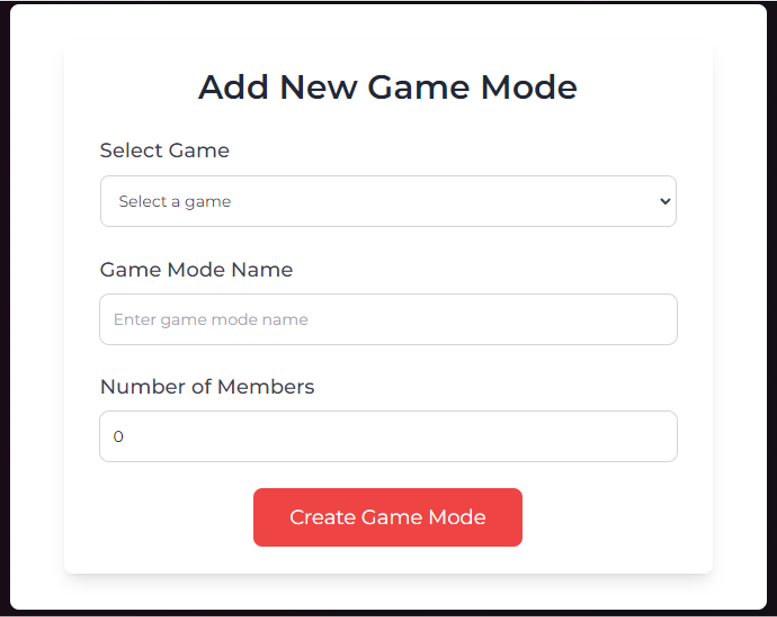 Add New Game Mode
Select Game
Select a game
Game Mode Name
Enter game mode name
Number of Members
0
Create Game Mode